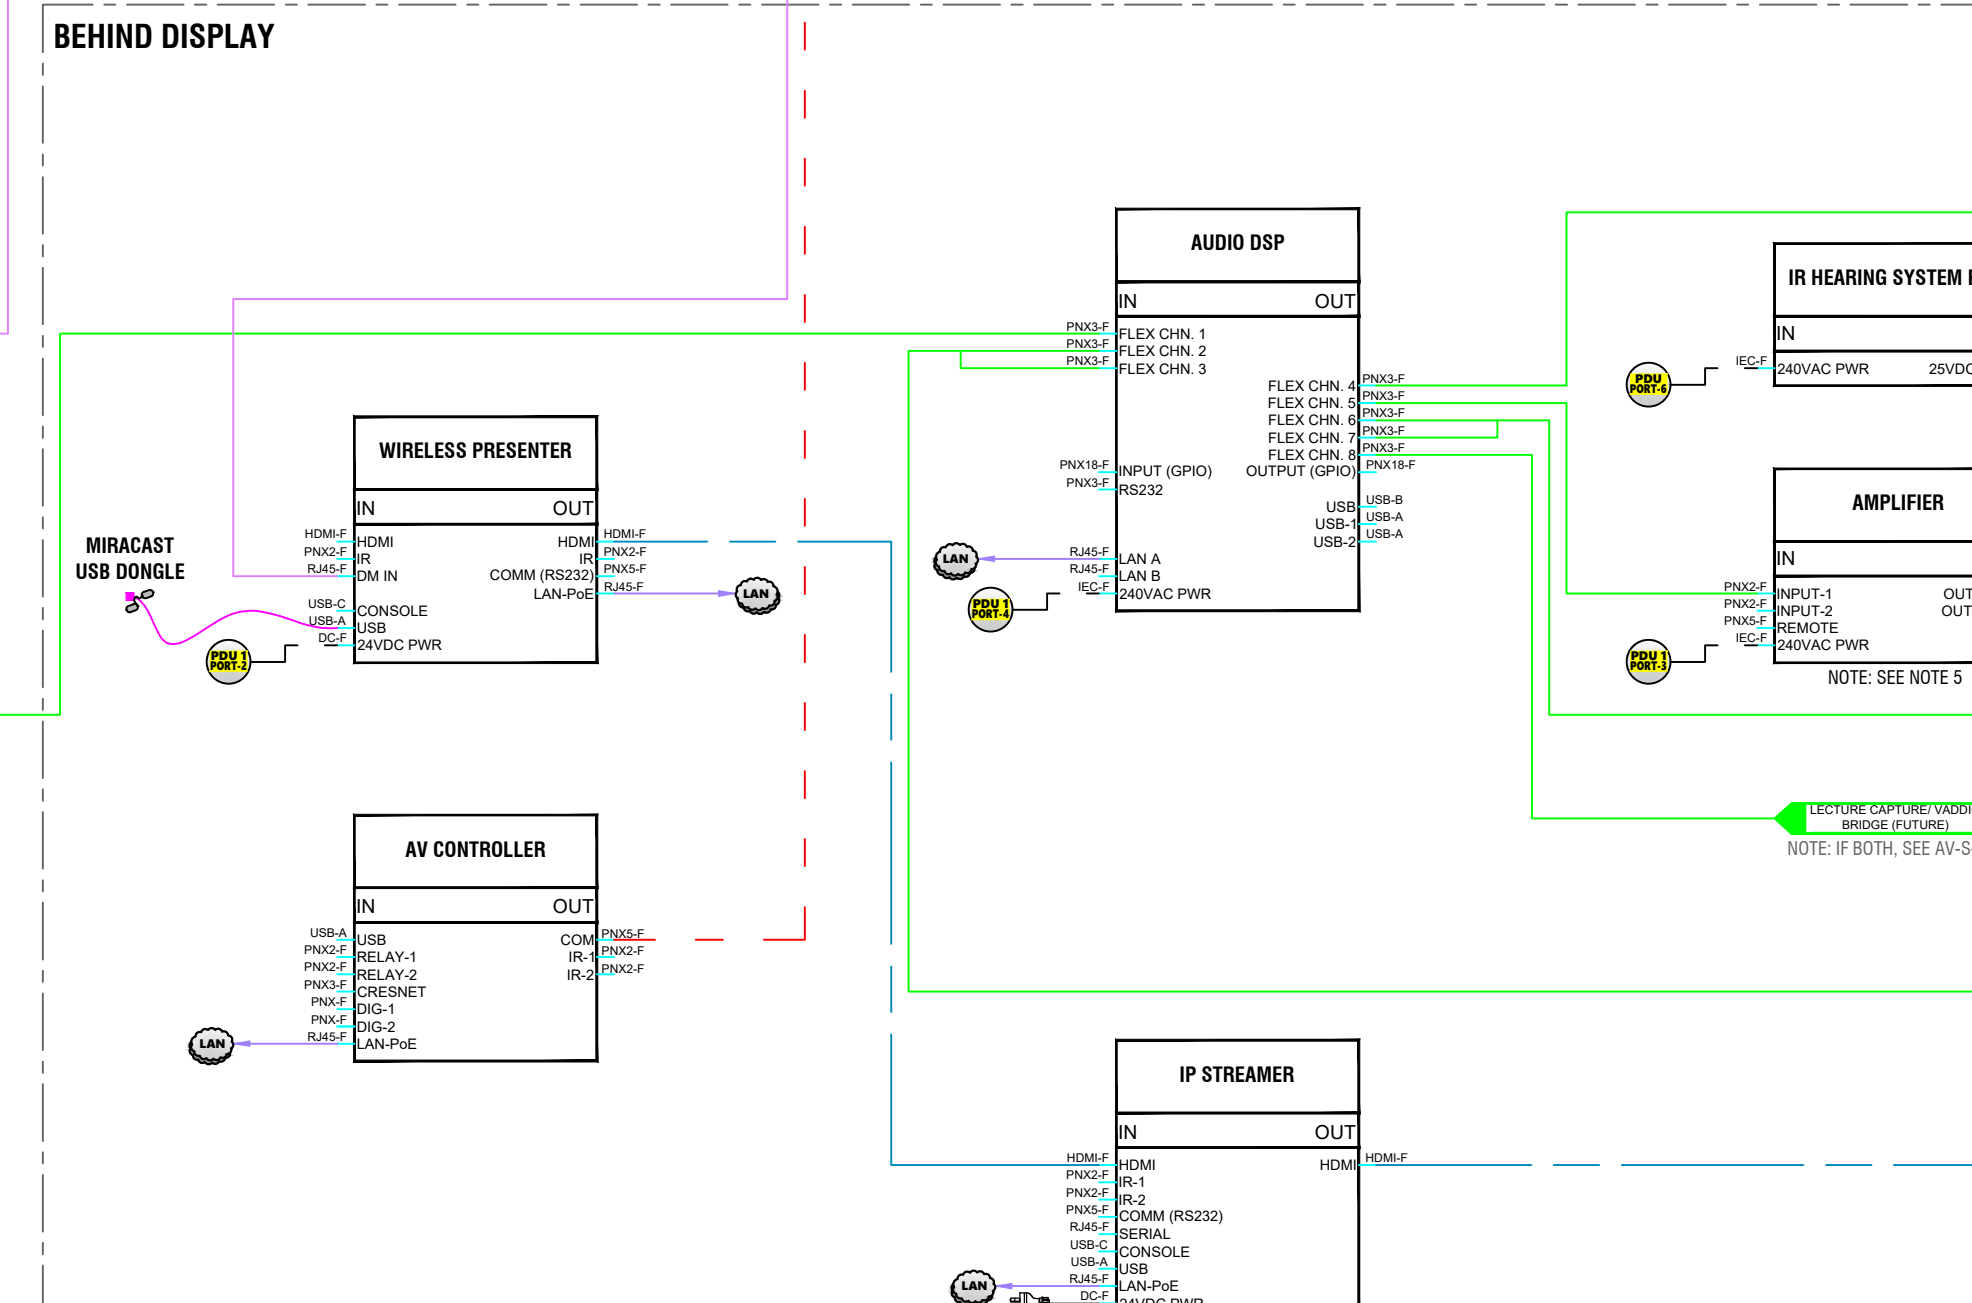 BEHIND DISPLAY
WIRELESS PRESENTER
IN OUT
HDMI-F HDMI
PNX2-F IR
RJ45-F DM IN
USB-C CONSOLE
USB-A USB
DC-F 24VDC PWR
HDMI HDMI-F
IR PNX2-F
COMM (RS232) PNX5-F
LAN-PoE RJ45-F
LAN
MIRACAST
USB DONGLE
PDU 1
PORT-2
AV CONTROLLER
IN OUT
USB-A USB
PNX2-F RELAY-1
PNX2-F RELAY-2
PNX3-F CRESNET
PNX-F DIG-1
PNX-F DIG-2
RJ45-F LAN-PoE
COM PNX5-F
IR-1 PNX2-F
IR-2 PNX2-F
LAN
AUDIO DSP
IN OUT
PNX3-F FLEX CHN. 1
PNX3-F FLEX CHN. 2
PNX3-F FLEX CHN. 3
FLEX CHN. 4 PNX3-F
FLEX CHN. 5 PNX3-F
FLEX CHN. 6 PNX3-F
FLEX CHN. 7 PNX3-F
FLEX CHN. 8 PNX3-F
PNX18-F INPUT (GPIO)
OUTPUT (GPIO) PNX18-F
PNX3-F RS232
USB USB-B
USB-1 USB-A
USB-2 USB-A
RJ45-F LAN A
RJ45-F LAN B
IEC-F 240VAC PWR
LAN
PDU 1
PORT-4
IP STREAMER
IN OUT
HDMI-F HDMI
PNX2-F IR-1
PNX2-F IR-2
PNX5-F COMM (RS232)
RJ45-F SERIAL
USB-C CONSOLE
USB-A USB
RJ45-F LAN-PoE
DC-F 24VDC PWR
HDMI HDMI-F
LAN
IR HEARING SYSTEM
IN
IEC-F 240VAC PWR 25VDC
PDU
PORT-6
AMPLIFIER
IN
PNX2-F INPUT-1 OUT
PNX2-F INPUT-2 OUT
PNX5-F REMOTE
IEC-F 240VAC PWR
PDU 1
PORT-3
NOTE: SEE NOTE 5
LECTURE CAPTURE/ VADDI
BRIDGE (FUTURE)
NOTE: IF BOTH, SEE AV-S